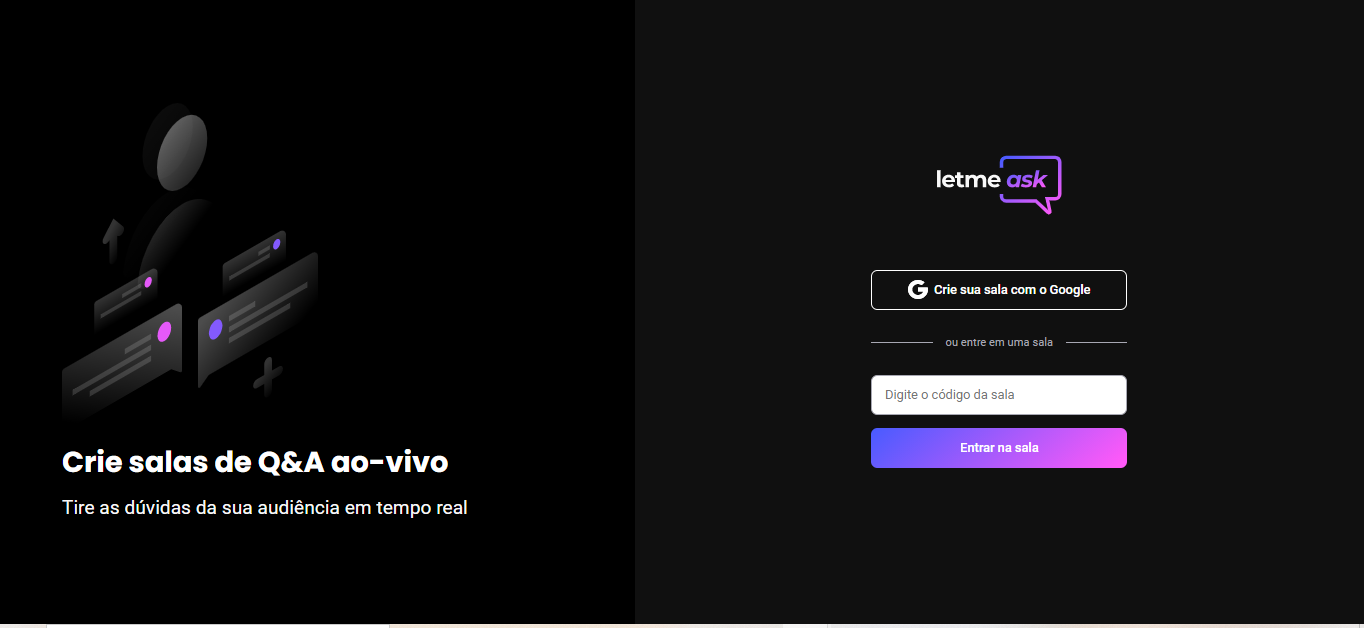 Crie salas de Q&A ao-vivo
Tire as dúvidas da sua audiência em tempo real
letme ask
Crie sua sala com o Google
ou entre em uma sala
Digite o código da sala
Entrar na sala